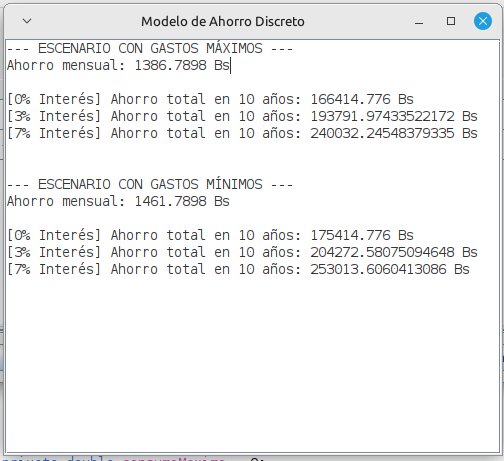 Modelo de Ahorro Discreto
--- ESCENARIO CON GASTOS MÁXIMOS ---
Ahorro mensual: 1386.7898 Bs
[0% Interés] Ahorro total en 10 años: 166414.776 Bs
[3% Interés] Ahorro total en 10 años: 193791.97433522172 Bs
[7% Interés] Ahorro total en 10 años: 240032.24548379335 Bs
--- ESCENARIO CON GASTOS MÍNIMOS ---
Ahorro mensual: 1461.7898 Bs
[0% Interés] Ahorro total en 10 años: 175414.776 Bs
[3% Interés] Ahorro total en 10 años: 204272.58075094648 Bs
[7% Interés] Ahorro total en 10 años: 253013.6060413086 Bs